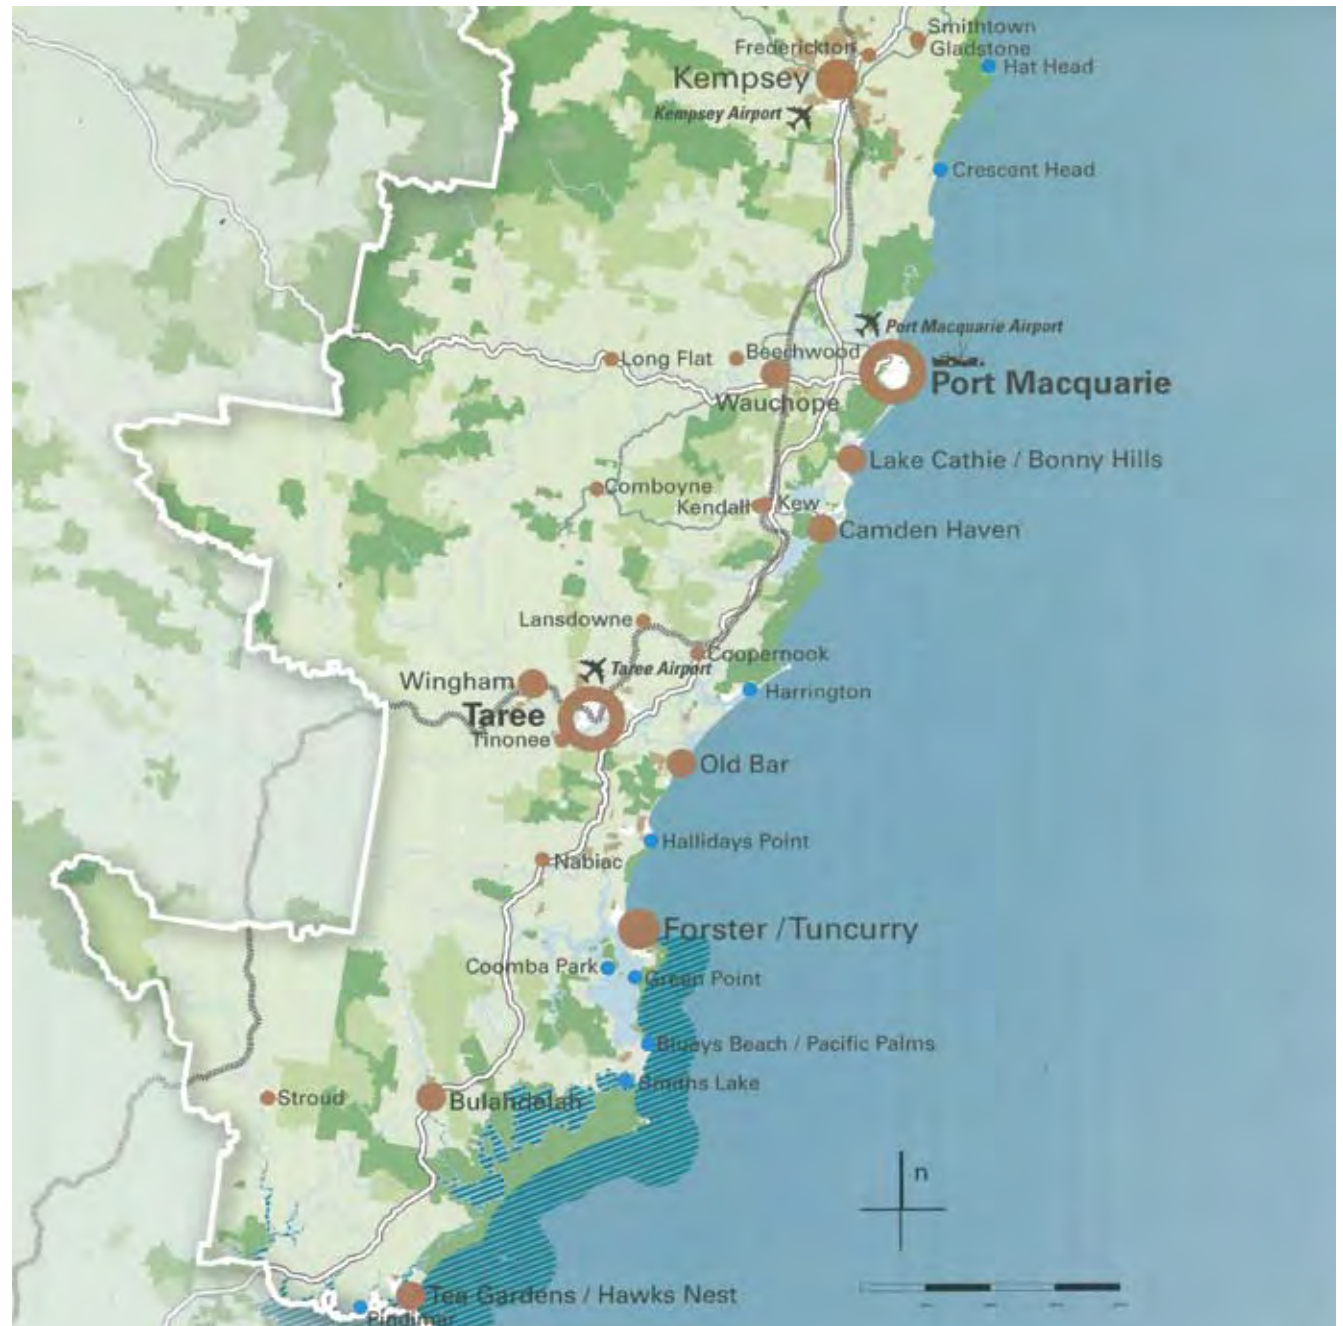 Smithtown
Frederickton
Gladstone
Hat Head
Kempsey
Kempsey Airport
Crescent Head
Port Macquarie Airport
Long Flat
Beechwood
Port Macquarie
Wauchope
Lake Cathie / Bonny Hills
Comboyne
Kendall
Kew
Camden Haven
Lansdowne
Coopernook
Taree Airport
Wingham
Harrington
Taree
Tinonee
Old Bar
Hallidays Point
Nabiac
Forster / Tuncurry
Coomba Park
Green Point
Blueys Beach / Pacific Palms
Smiths Lake
Stroud
Bulahdelah
n
Tea Gardens / Hawks Nest
Pindimar